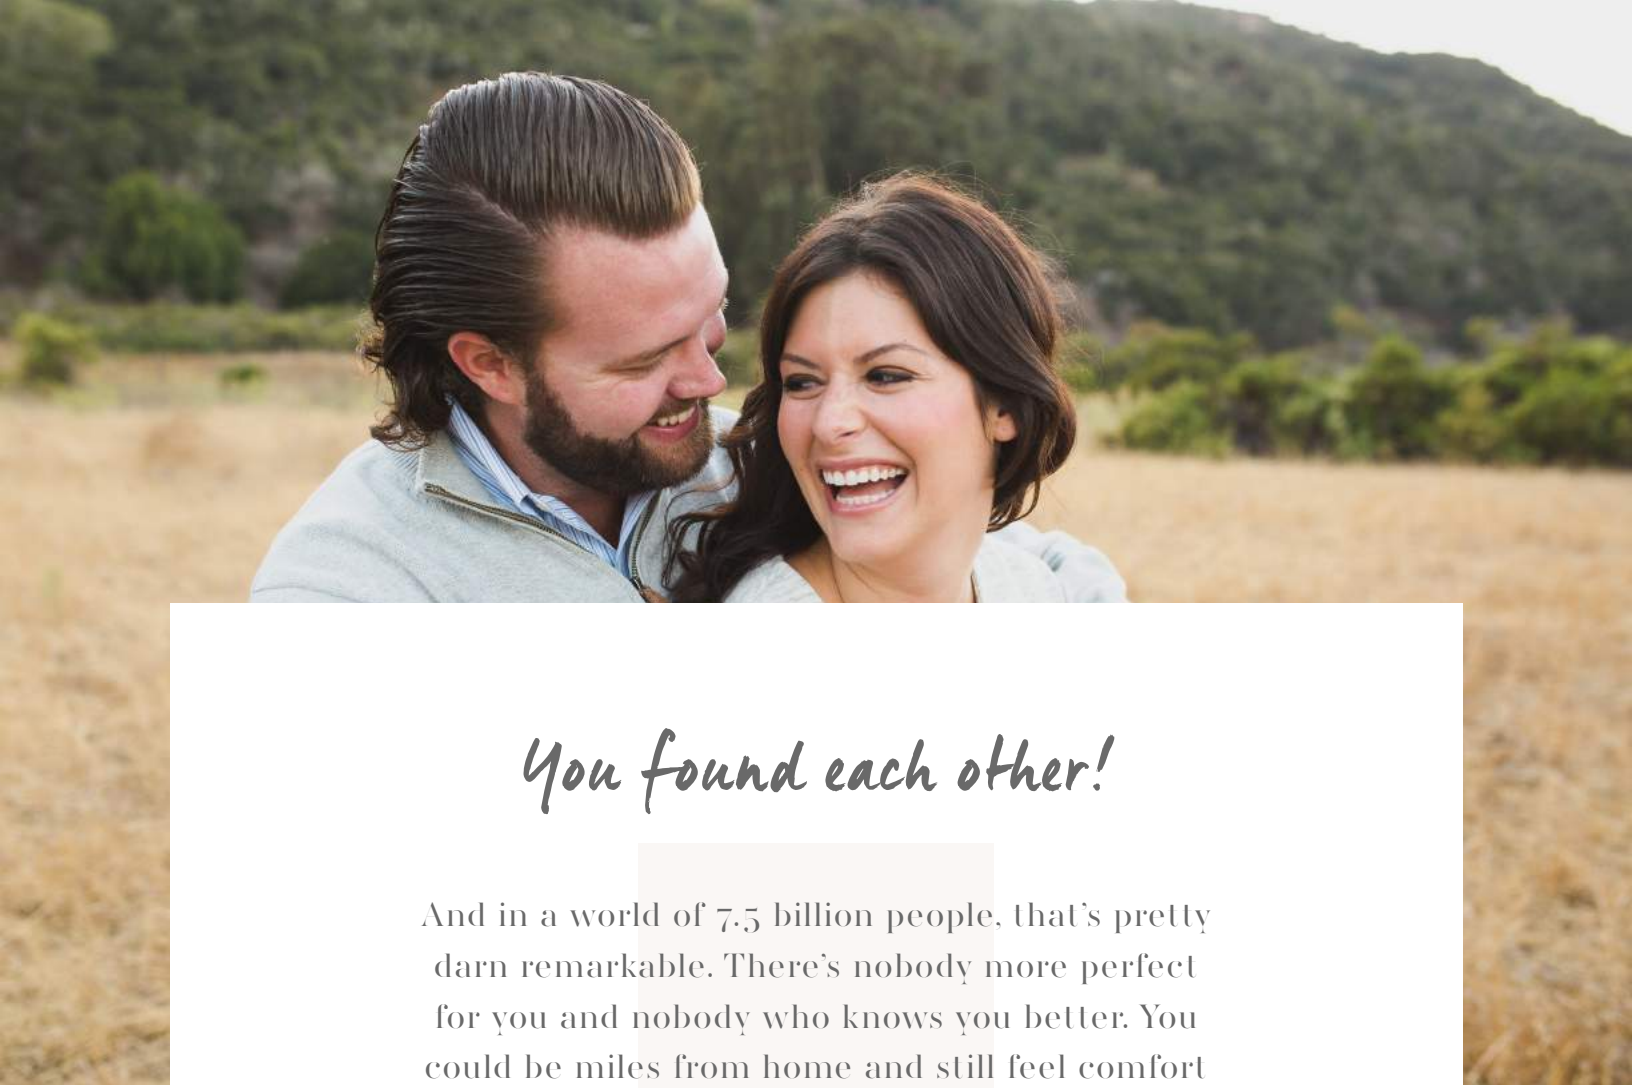 You found each other!
And in a world of 7.5 billion people, that’s pretty
darn remarkable. There’s nobody more perfect
for you and nobody who knows you better. You
could be miles from home and still feel comfort